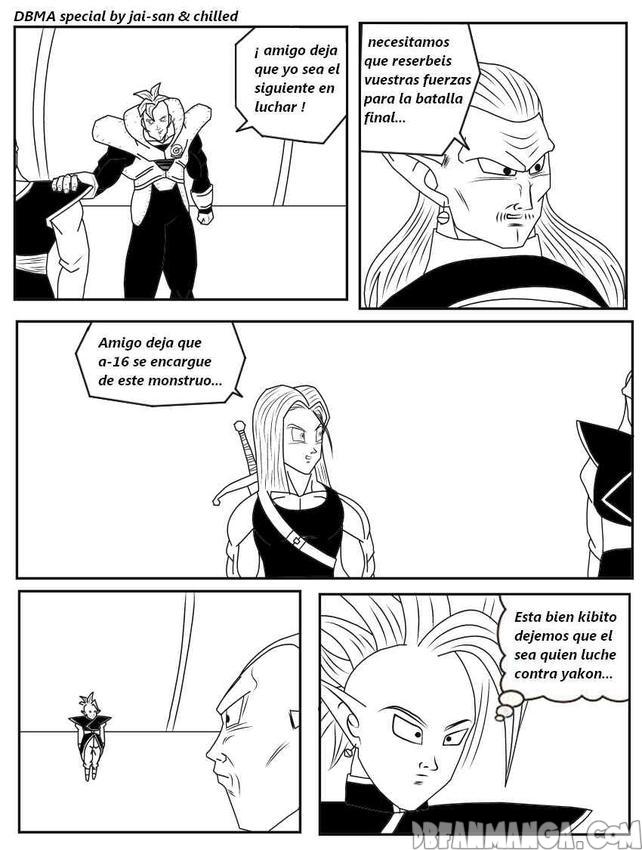 DBMA special by jai-san & chilled
¡ amigo deja
que yo sea el
siguiente en
luchar !
necesitamos
que reserbeis
vuestras fuerzas
para la batalla
final...
Amigo deja que
a-16 se encargue
de este monstruo...
Esta bien kibito
dejemos que el
sea quien luche
contra yakon...
DBFANMANGA.COM